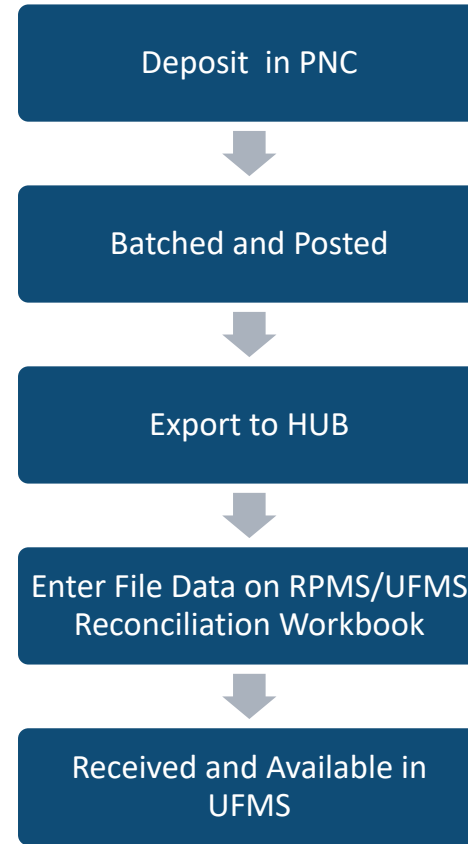 Deposit  in PNC
Batched and Posted
Export to HUB
Enter File Data on RPMS/UFMS
Reconciliation Workbook
Received and Available in
UFMS